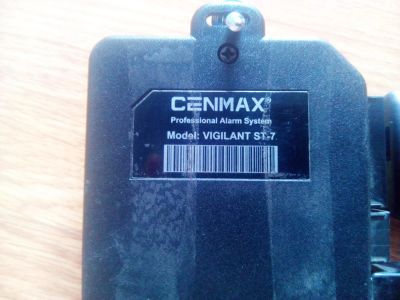 CENMAX®
Professional Alarm System
Model: VIGILANT ST-7